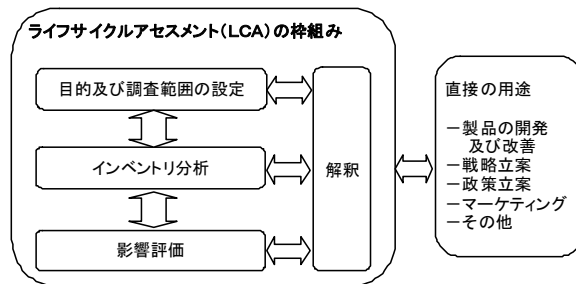 ライフサイクルアセスメント(LCA)の枠組み
目的及び調査範囲の設定
インベントリ分析
影響評価
解釈
直接の用途
－製品の開発
及び改善
－戦略立案
－政策立案
－マーケティング
－その他